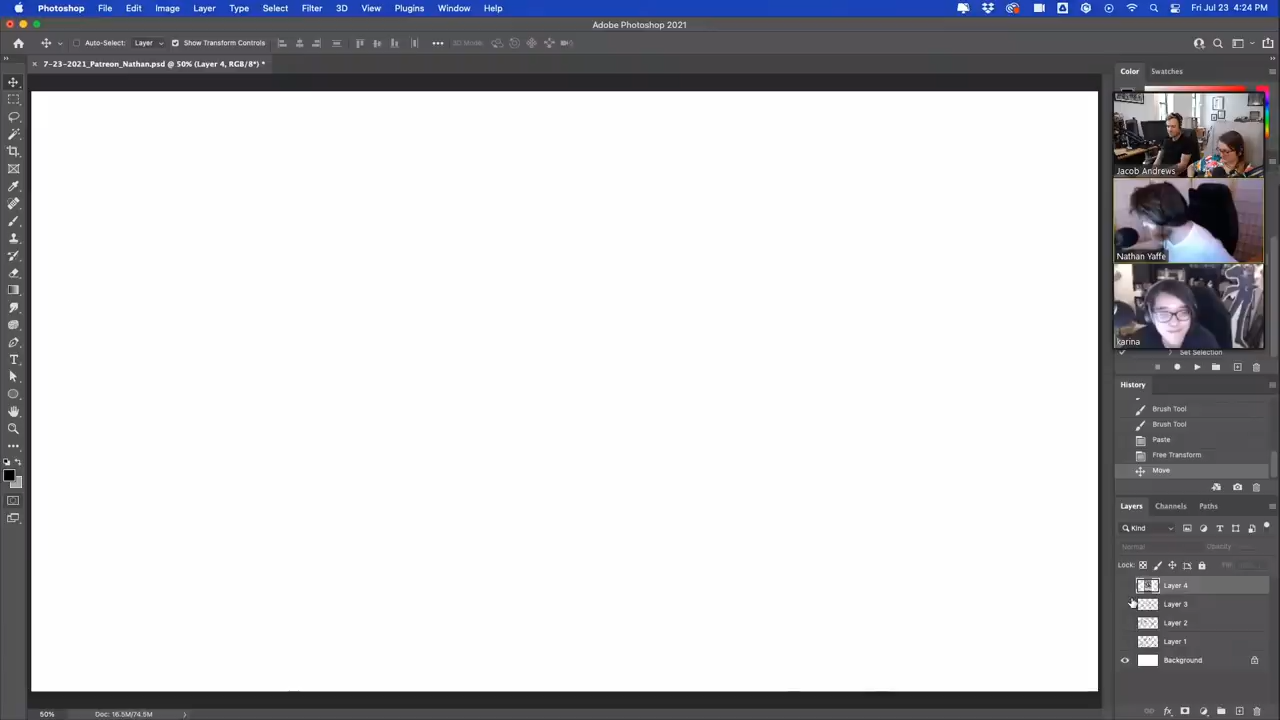 Photoshop File Edit Image Layer Type Select Filter 3D View Plugins Window Help Fri Jul 23 4:24 PM
Adobe Photoshop 2021
Auto-Select: Layer Show Transform Controls 3D Mode:
7-23-2021_Patreon_Nathan.psd @ 50% (Layer 4, RGB/8*) *
Color Swatches
Jacob Andrews
Nathan Yaffe
karina
Set Selection
History
Brush Tool
Brush Tool
Paste
Free Transform
Move
Layers Channels Paths
Kind
Normal Opacity
Lock: Fill:
Layer 4
Layer 3
Layer 2
Layer 1
Background
50% Doc: 16.5M/74.5M